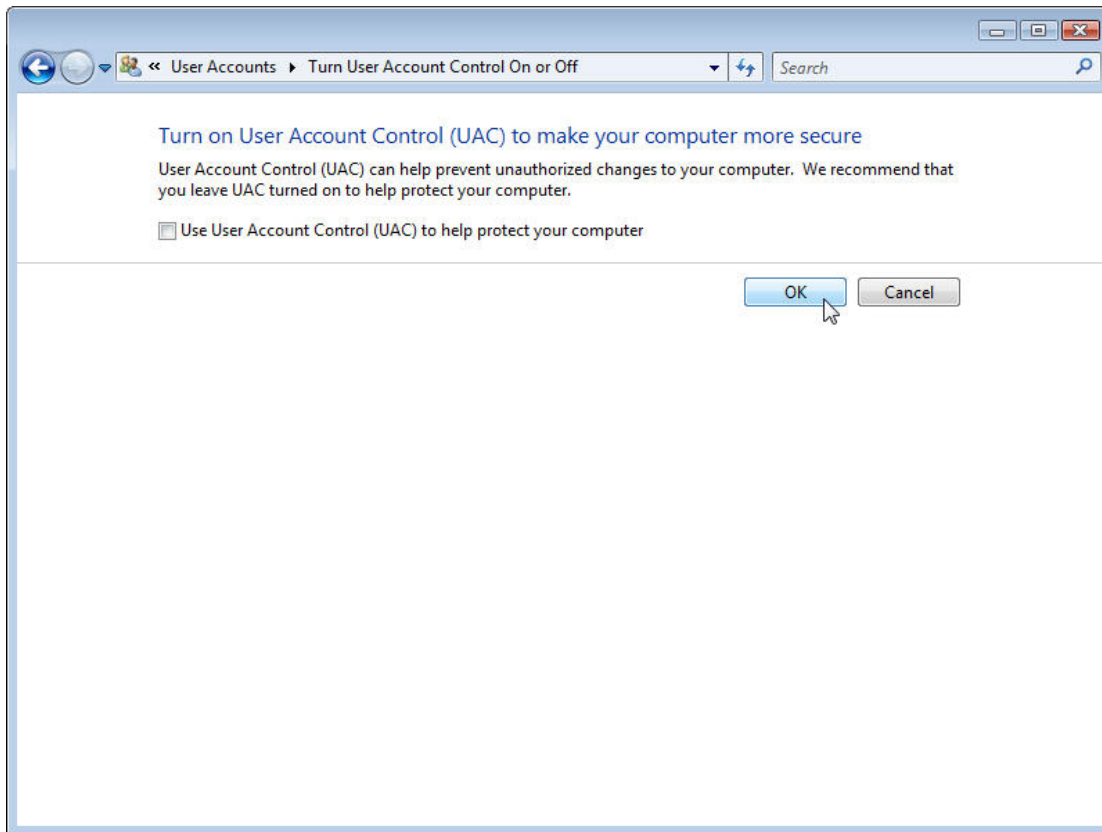 « User Accounts ▸ Turn User Account Control On or Off
Search
Turn on User Account Control (UAC) to make your computer more secure
User Account Control (UAC) can help prevent unauthorized changes to your computer. We recommend that
you leave UAC turned on to help protect your computer.
Use User Account Control (UAC) to help protect your computer
OK
Cancel